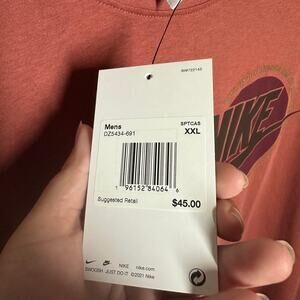 Mens
DZ5434-691
SPTCAS
XXL
1 96152 84064 6
Suggested Retail
$45.00
NIKE nike.com
SWOOSH JUST DO IT ©2021 Nike
NIKE